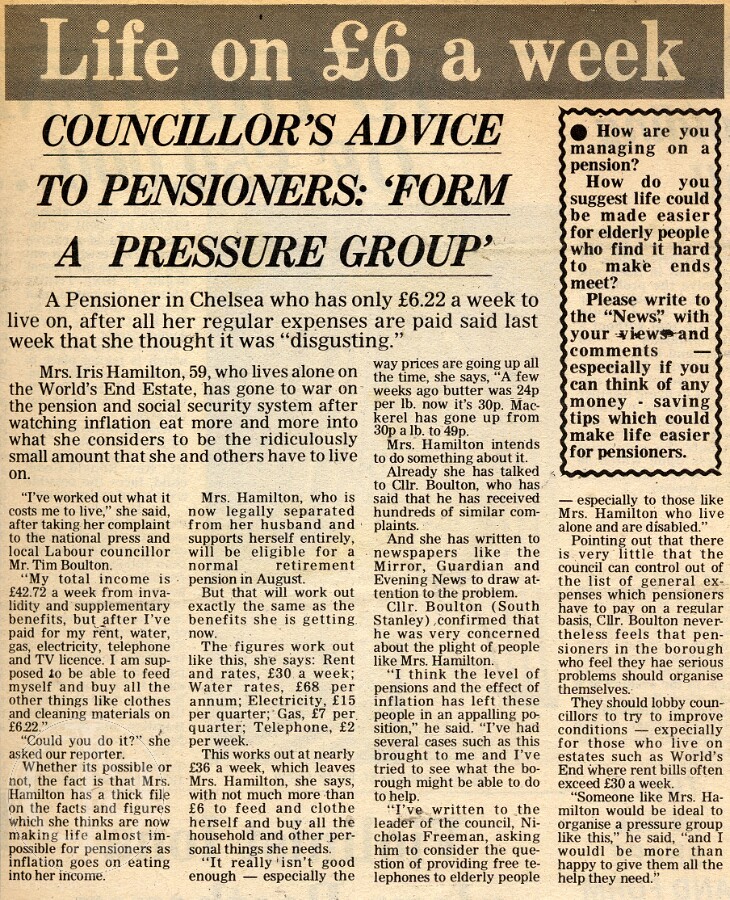 Life on £6 a week
COUNCILLOR'S ADVICE
TO PENSIONERS: 'FORM
A PRESSURE GROUP'
A Pensioner in Chelsea who has only £6.22 a week to
live on, after all her regular expenses are paid said last
week that she thought it was "disgusting."
Mrs. Iris Hamilton, 59, who lives alone on
the World's End Estate, has gone to war on
the pension and social security system after
watching inflation eat more and more into
what she considers to be the ridiculously
small amount that she and others have to live
on.
"I've worked out what it
costs me to live," she said,
after taking her complaint
to the national press and
local Labour councillor
Mr. Tim Boulton.
"My total income is
£42.72 a week from inva-
lidity and supplementary
benefits, but after I've
paid for my rent, water,
gas, electricity, telephone
and TV licence. I am sup-
posed to be able to feed
myself and buy all the
other things like clothes
and cleaning materials on
£6.22."
"Could you do it?" she
asked our reporter.
Whether its possible or
not, the fact is that Mrs.
Hamilton has a thick file
on the facts and figures
which she thinks are now
making life almost im-
possible for pensioners as
inflation goes on eating
into her income.
Mrs. Hamilton, who is
now legally separated
from her husband and
supports herself entirely,
will be eligible for a
normal retirement
pension in August.
But that will work out
exactly the same as the
benefits she is getting
now.
The figures work out
like this, she says: Rent
and rates, £30 a week;
Water rates, £68 per
annum; Electricity, £15
per quarter; Gas, £7 per
quarter; Telephone, £2
per week.
This works out at nearly
£36 a week, which leaves
Mrs. Hamilton, she says,
with not much more than
£6 to feed and clothe
herself and buy all the
household and other per-
sonal things she needs.
"It really isn't good
enough — especially the
way prices are going up all
the time, she says, "A few
weeks ago butter was 24p
per lb. now it's 30p. Mac-
kerel has gone up from
30p a lb. to 49p.
Mrs. Hamilton intends
to do something about it.
Already she has talked
to Cllr. Boulton, who has
said that he has received
hundreds of similar com-
plaints.
And she has written to
newspapers like the
Mirror, Guardian and
Evening News to draw at-
tention to the problem.
Cllr. Boulton (South
Stanley) confirmed that
he was very concerned
about the plight of people
like Mrs. Hamilton.
"I think the level of
pensions and the effect of
inflation has left these
people in an appalling po-
sition," he said. "I've had
several cases such as this
brought to me and I've
tried to see what the bo-
rough might be able to do
to help.
"I've written to the
leader of the council, Ni-
cholas Freeman, asking
him to consider the que-
stion of providing free te-
lephones to elderly people
— especially to those like
Mrs. Hamilton who live
alone and are disabled."
Pointing out that there
is very little that the
council can control out of
the list of general ex-
penses which pensioners
have to pay on a regular
basis, Cllr. Boulton never-
theless feels that pen-
sioners in the borough
who feel they hae serious
problems should organise
themselves.
They should lobby coun-
cillors to try to improve
conditions — expecially
for those who live on
estates such as World's
End where rent bills often
exceed £30 a week.
"Someone like Mrs. Ha-
milton would be ideal to
organise a pressure group
like this," he said, "and I
would be more than
happy to give them all the
help they need."
● How are you
managing on a
pension?
How do you
suggest life could
be made easier
for elderly people
who find it hard
to make ends
meet?
Please write to
the "News," with
your views and
comments —
especially if you
can think of any
money - saving
tips which could
make life easier
for pensioners.